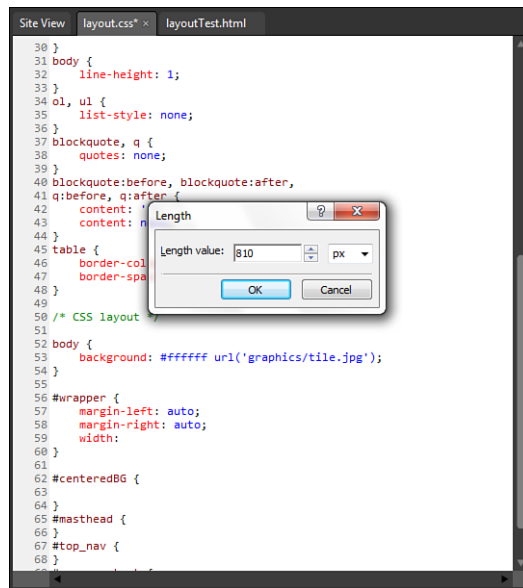 Site View layout.css* × layoutTest.html
30 }
31 body {
32 line-height: 1;
33 }
34 ol, ul {
35 list-style: none;
36 }
37 blockquote, q {
38 quotes: none;
39 }
40 blockquote:before, blockquote:after,
41 q:before, q:after {
42 content: '
43 content: n
44 }
45 table {
46 border-col
47 border-spa
48 }
49
50 /* CSS layout */
51
52 body {
53 background: #ffffff url('graphics/tile.jpg');
54 }
55
56 #wrapper {
57 margin-left: auto;
58 margin-right: auto;
59 width:
60 }
61
62 #centeredBG {
63
64 }
65 #masthead {
66 }
67 #top_nav {
68 }
Length ?
Length value: 810 px
OK Cancel